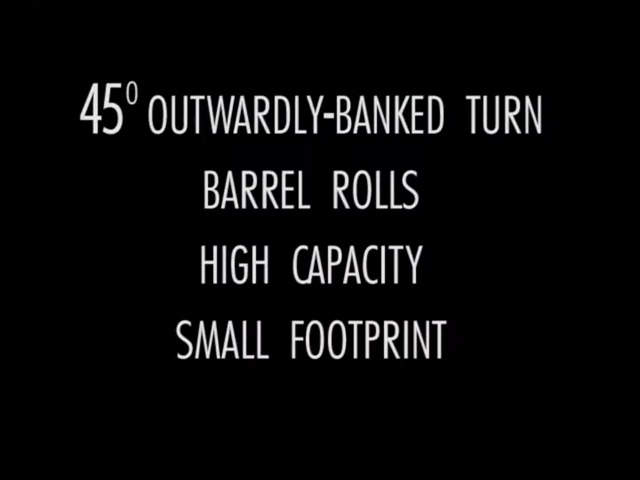 45° OUTWARDLY-BANKED TURN
BARREL ROLLS
HIGH CAPACITY
SMALL FOOTPRINT